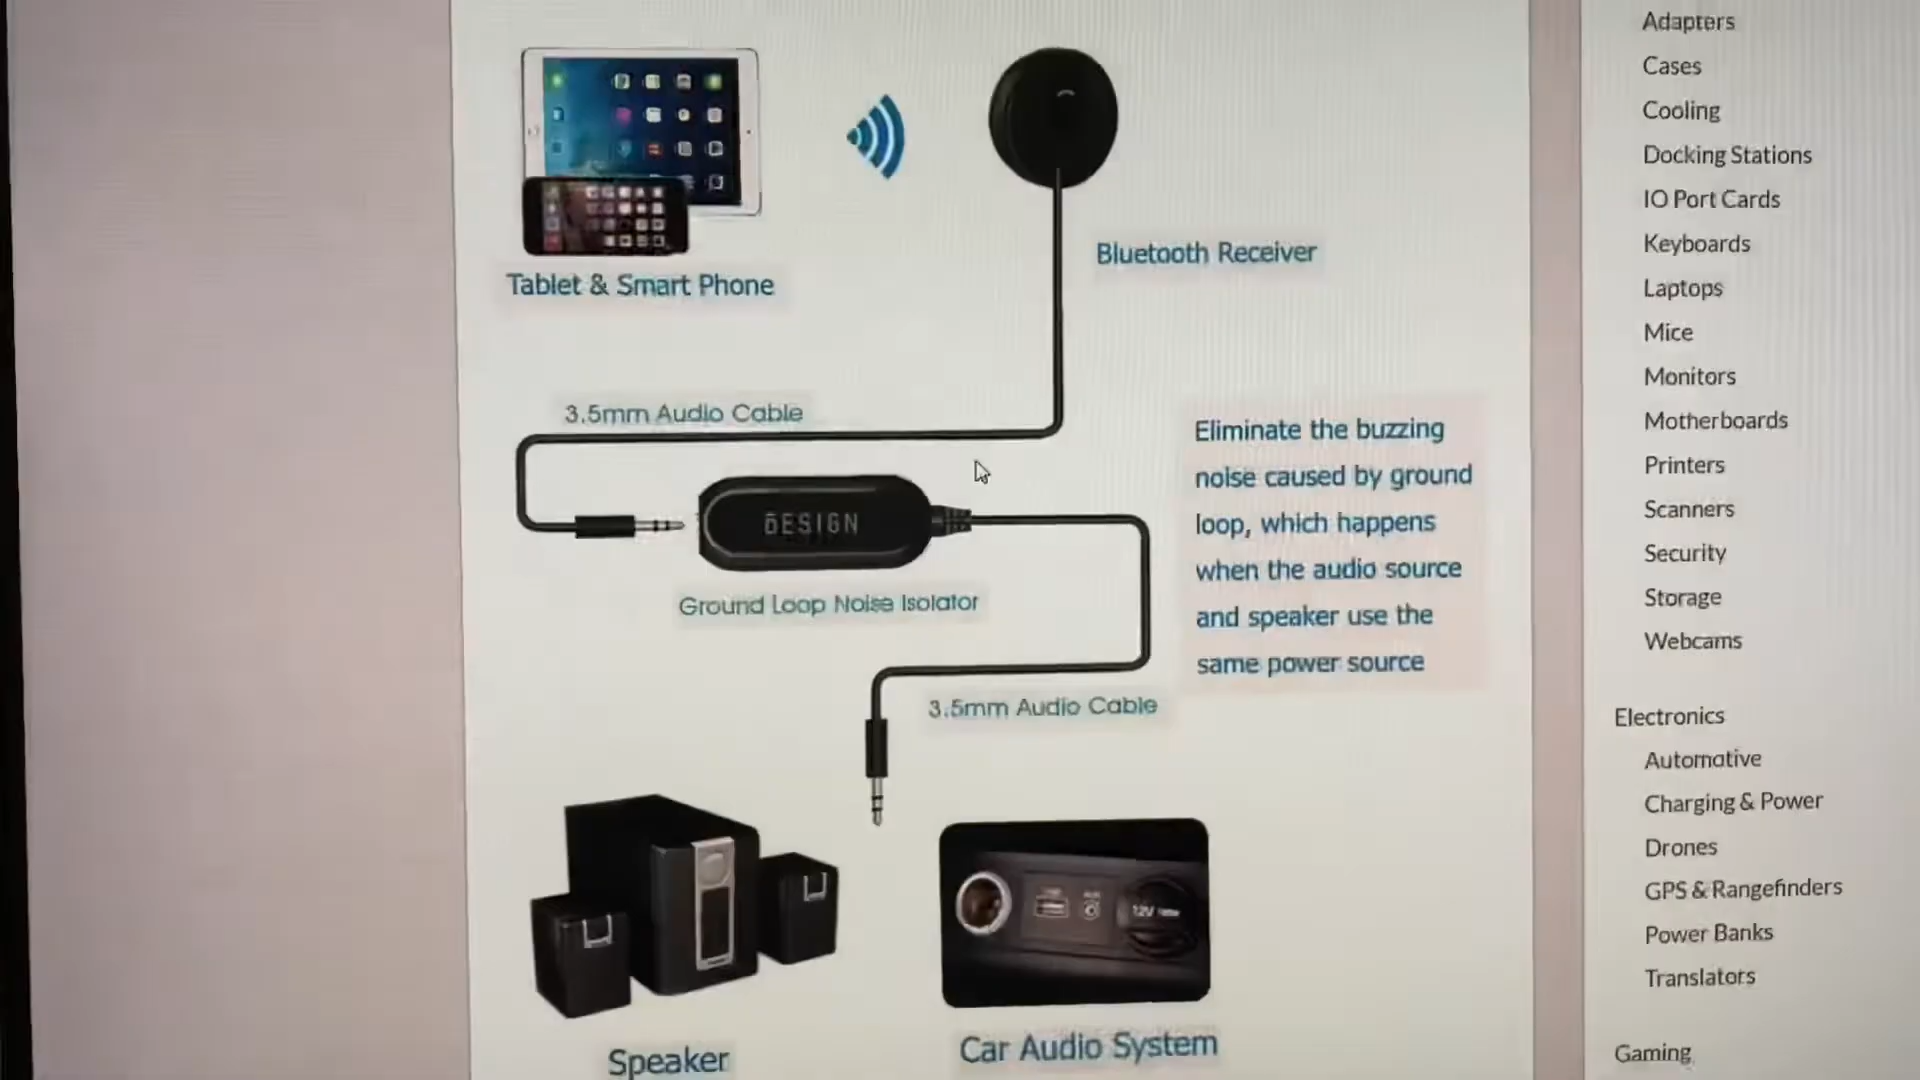 Tablet & Smart Phone
Bluetooth Receiver
3.5mm Audio Cable
DESIGN
Ground Loop Noise Isolator
Eliminate the buzzing
noise caused by ground
loop, which happens
when the audio source
and speaker use the
same power source
3.5mm Audio Cable
12V
Speaker
Car Audio System
Adapters
Cases
Cooling
Docking Stations
IO Port Cards
Keyboards
Laptops
Mice
Monitors
Motherboards
Printers
Scanners
Security
Storage
Webcams
Electronics
Automotive
Charging & Power
Drones
GPS & Rangefinders
Power Banks
Translators
Gaming